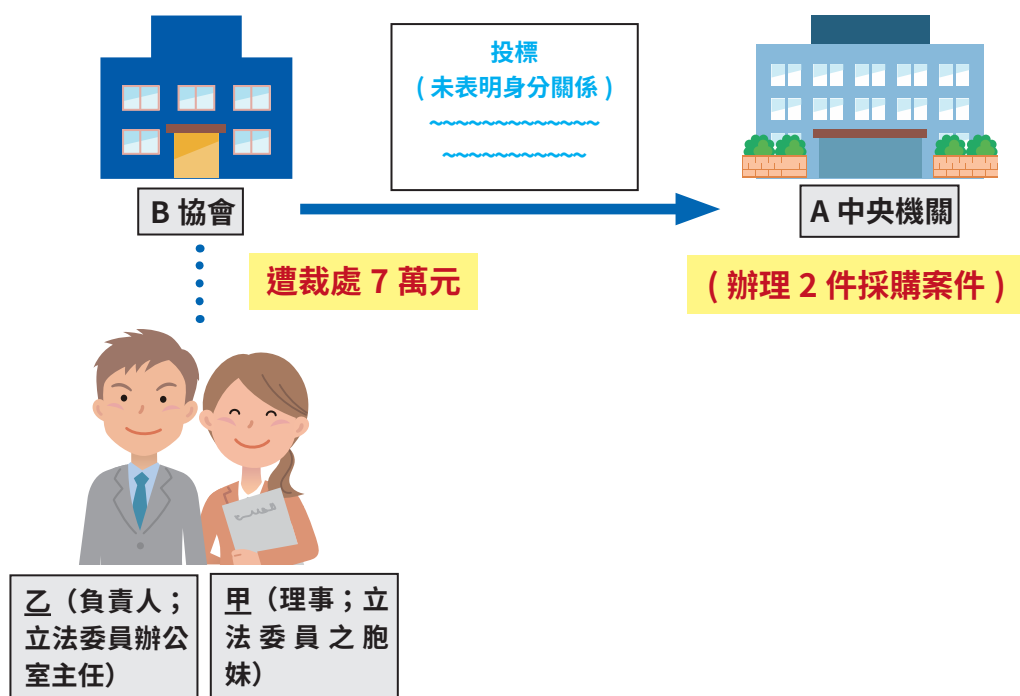 投標
( 未表明身分關係 )
B 協會
A 中央機關
遭裁處 7 萬元
( 辦理 2 件採購案件 )
乙（負責人；
立法委員辦公
室主任）
甲（理事；立
法委員之胞
妹）